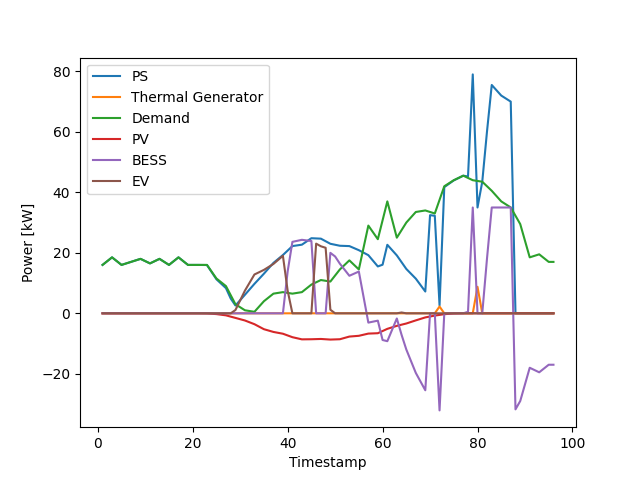 PS
Thermal Generator
Demand
PV
BESS
EV
Power [kW]
80
60
40
20
0
−20
0 20 40 60 80 100
Timestamp